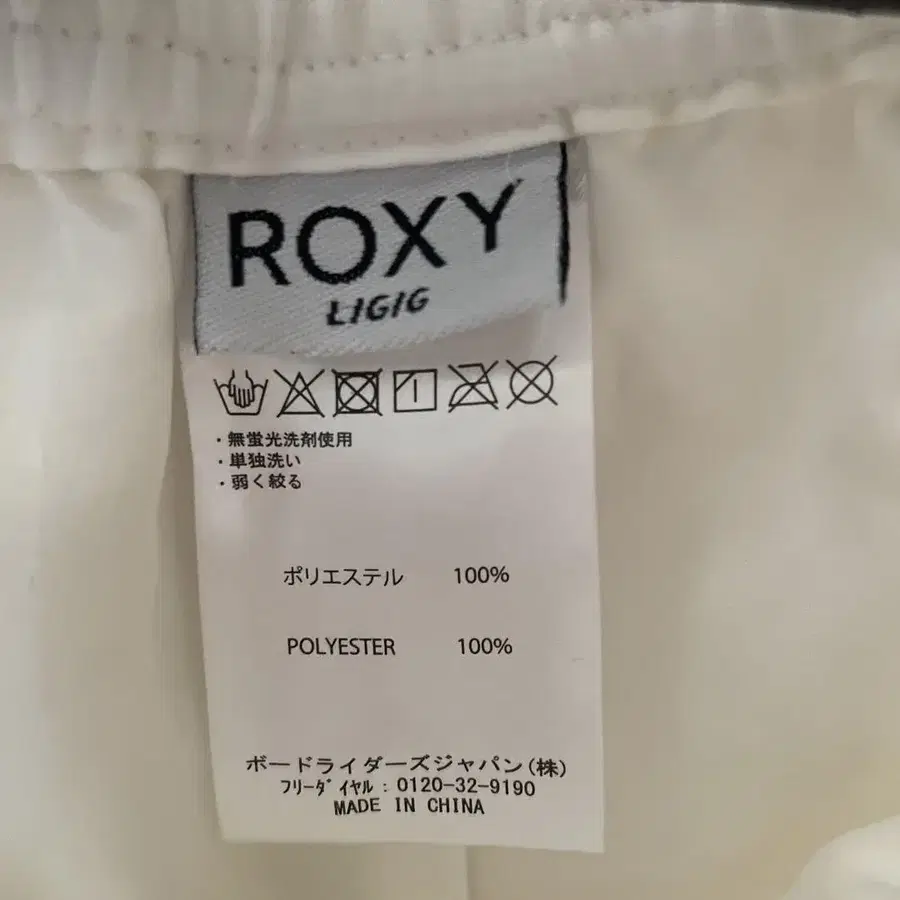 ROXY
LIGIG
・無蛍光洗剤使用
・単独洗い
・弱く絞る
ポリエステル 100%
POLYESTER 100%
ボードライダーズジャパン(株)
フリーダイヤル : 0120-32-9190
MADE IN CHINA